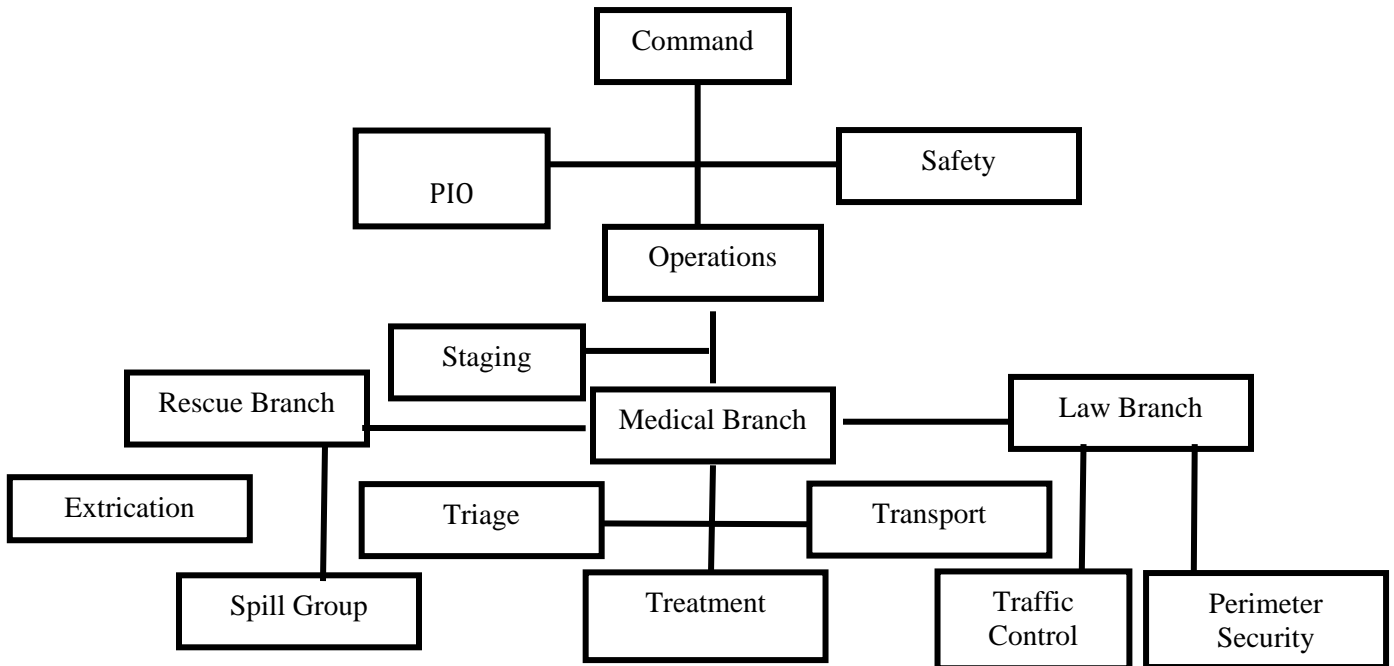 Command
PIO
Safety
Operations
Staging
Rescue Branch
Medical Branch
Law Branch
Extrication
Triage
Transport
Spill Group
Treatment
Traffic
Control
Perimeter
Security